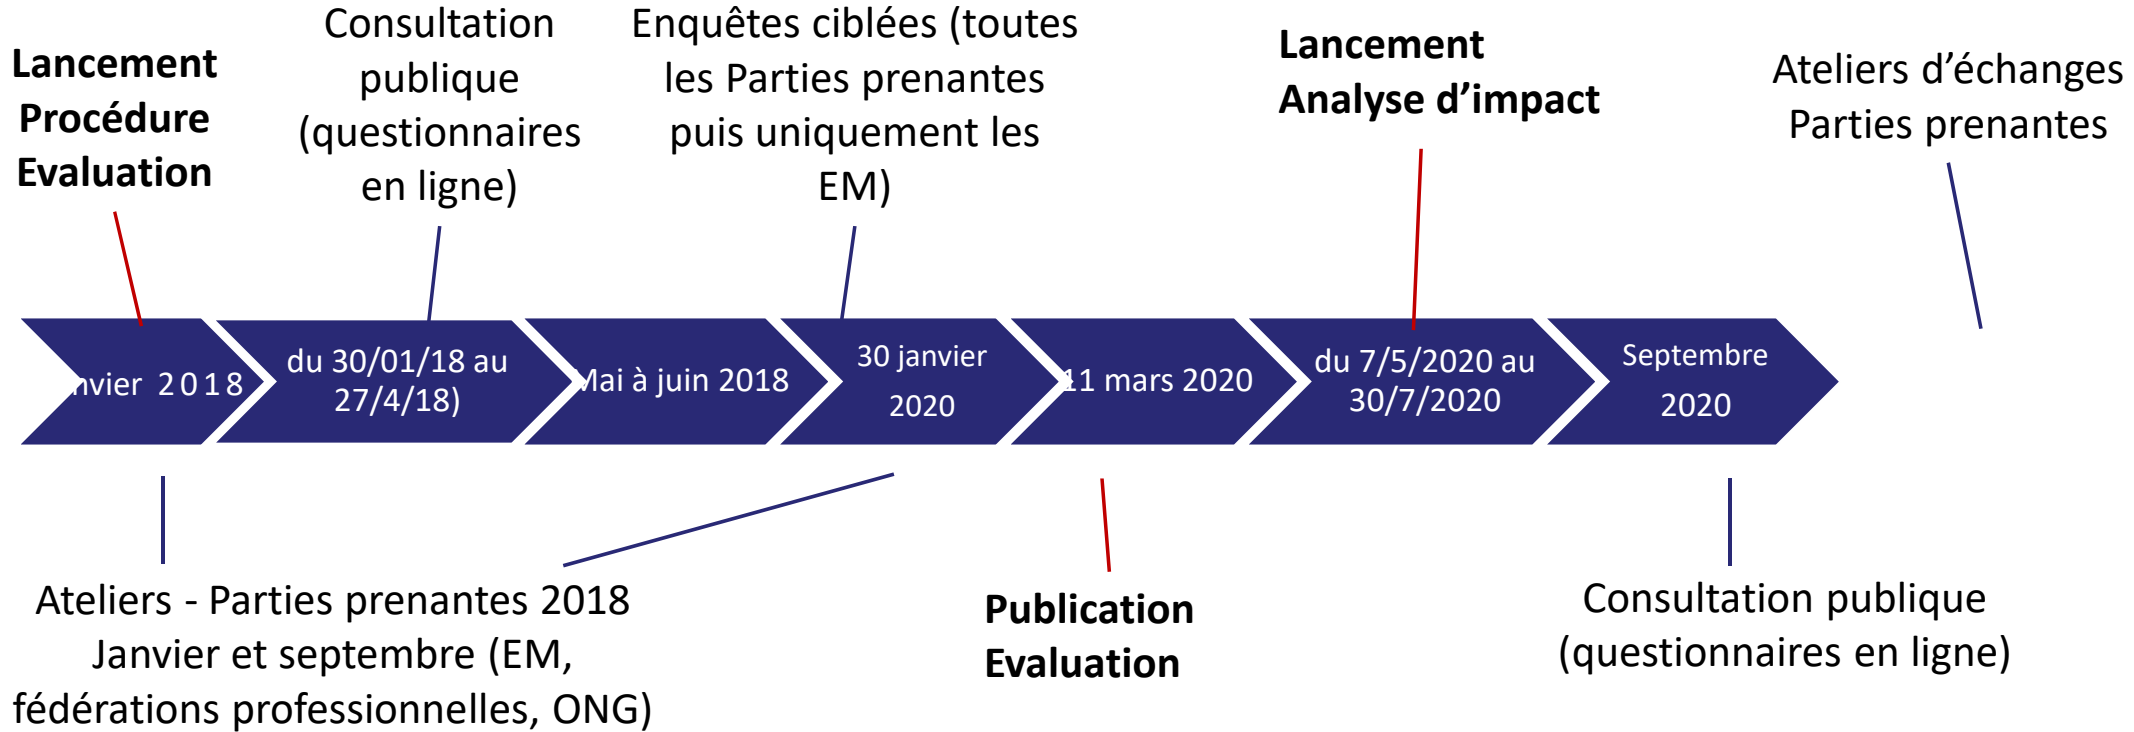 Lancement
Procédure
Evaluation
Consultation
publique
(questionnaires
en ligne)
Enquêtes ciblées (toutes
les Parties prenantes
puis uniquement les
EM)
Lancement
Analyse d’impact
Ateliers d’échanges
Parties prenantes
nvier 2018
du 30/01/18 au
27/4/18)
Mai à juin 2018
30 janvier
2020
11 mars 2020
du 7/5/2020 au
30/7/2020
Septembre
2020
Ateliers - Parties prenantes 2018
Janvier et septembre (EM,
fédérations professionnelles, ONG)
Publication
Evaluation
Consultation publique
(questionnaires en ligne)